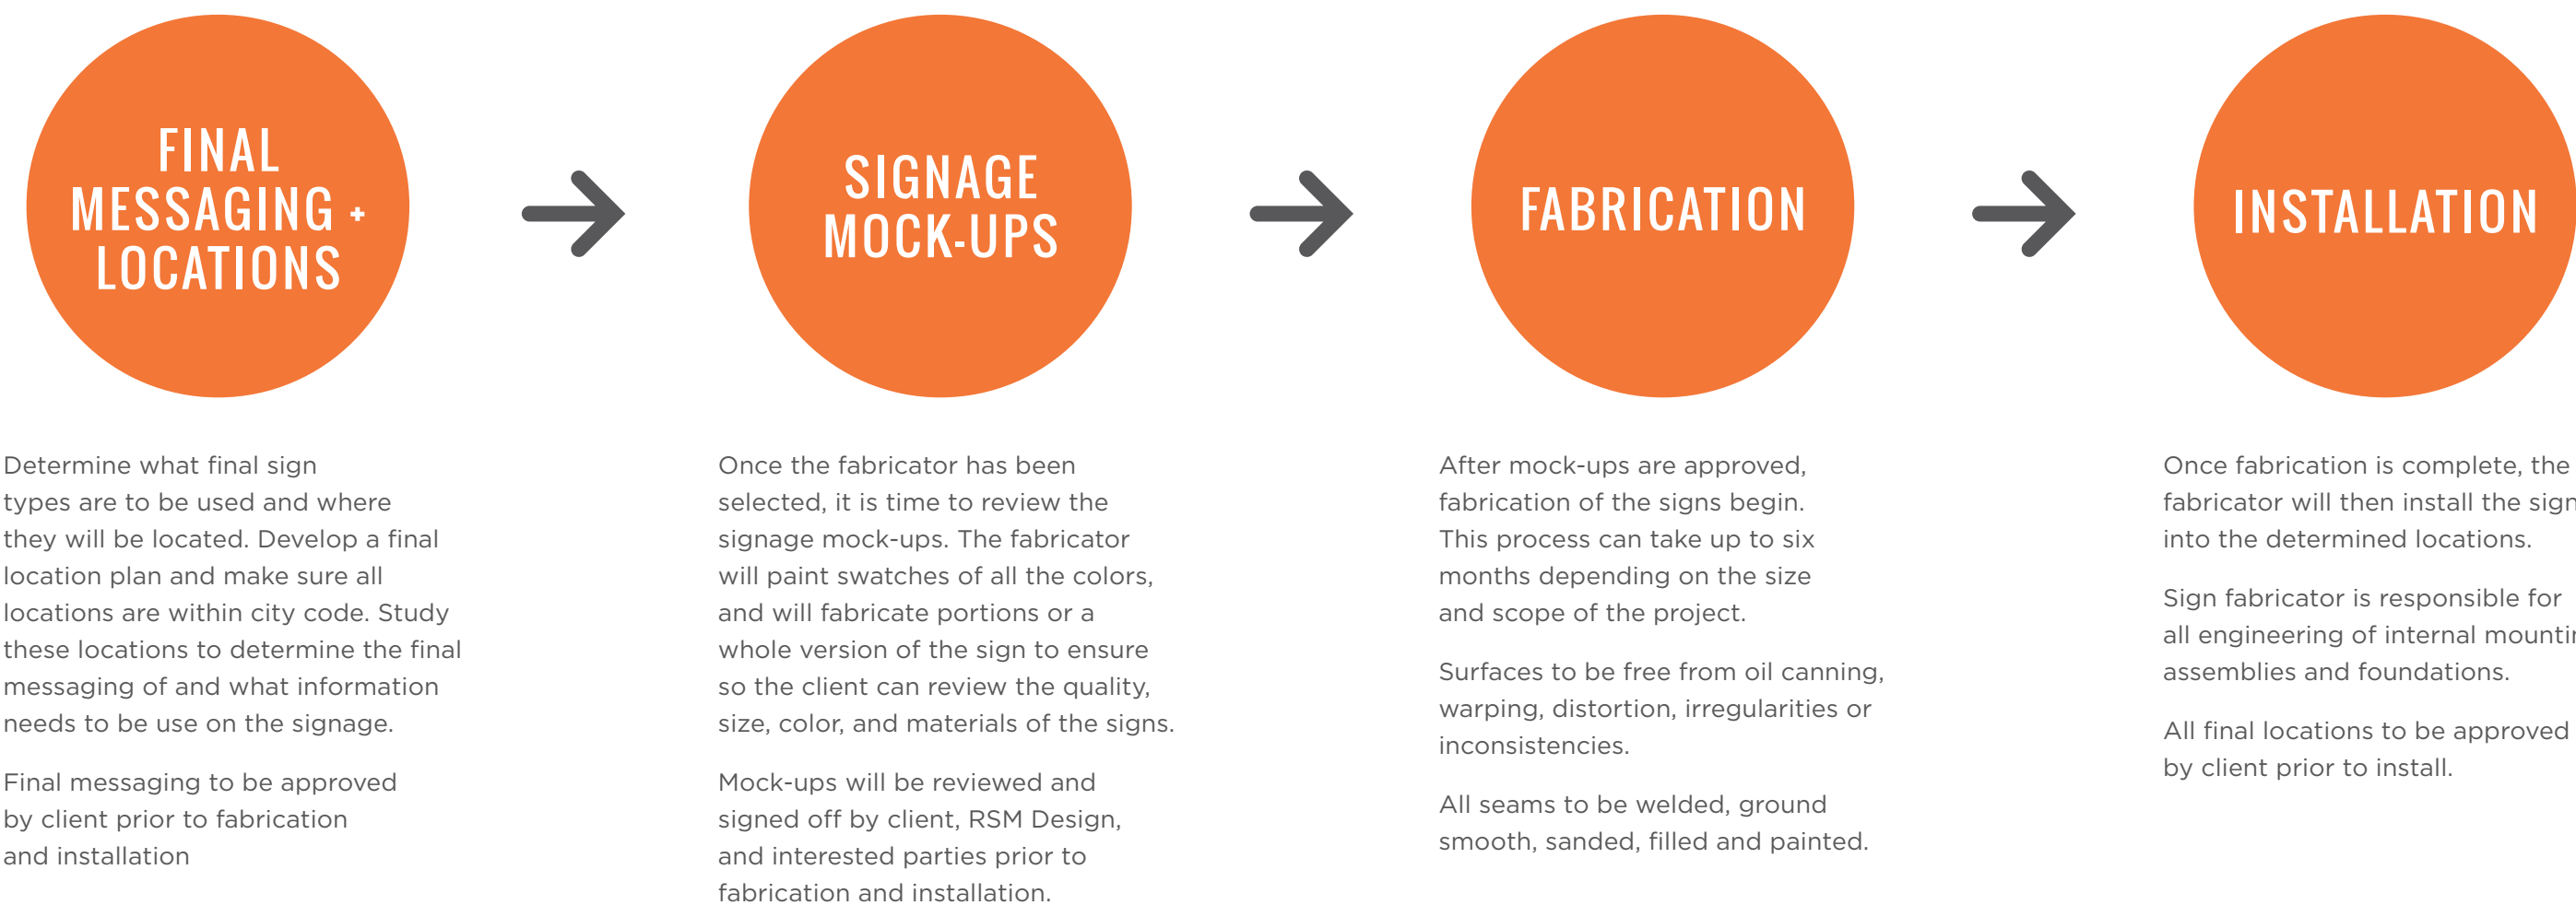 FINAL
MESSAGING +
LOCATIONS
Determine what final sign
types are to be used and where
they will be located. Develop a final
location plan and make sure all
locations are within city code. Study
these locations to determine the final
messaging of and what information
needs to be use on the signage.
Final messaging to be approved
by client prior to fabrication
and installation
SIGNAGE
MOCK-UPS
Once the fabricator has been
selected, it is time to review the
signage mock-ups. The fabricator
will paint swatches of all the colors,
and will fabricate portions or a
whole version of the sign to ensure
so the client can review the quality,
size, color, and materials of the signs.
Mock-ups will be reviewed and
signed off by client, RSM Design,
and interested parties prior to
fabrication and installation.
FABRICATION
After mock-ups are approved,
fabrication of the signs begin.
This process can take up to six
months depending on the size
and scope of the project.
Surfaces to be free from oil canning,
warping, distortion, irregularities or
inconsistencies.
All seams to be welded, ground
smooth, sanded, filled and painted.
INSTALLATION
Once fabrication is complete, the
fabricator will then install the
into the determined locations.
Sign fabricator is responsible for
all engineering of internal
assemblies and foundations.
All final locations to be approved
by client prior to install.